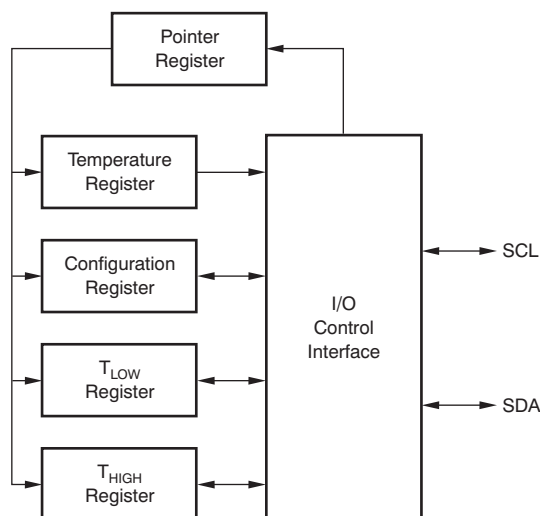 Pointer
Register
Temperature
Register
Configuration
Register
TLOW
Register
THIGH
Register
I/O
Control
Interface
SCL
SDA